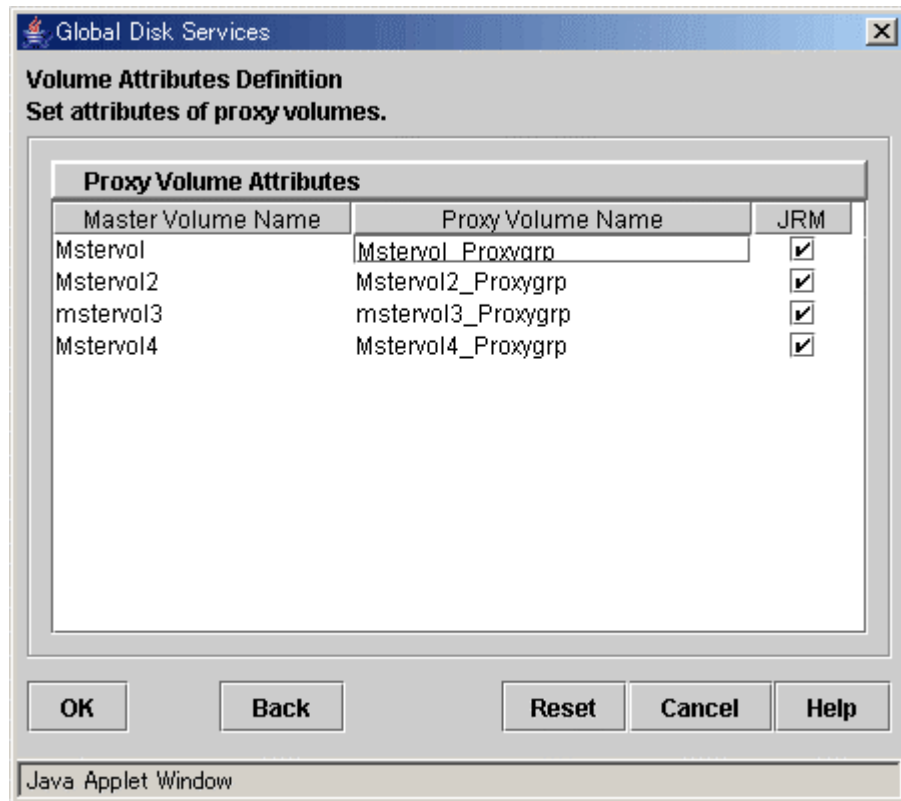 Global Disk Services
Volume Attributes Definition
Set attributes of proxy volumes.
Proxy Volume Attributes
Master Volume Name Proxy Volume Name JRM
Mstervol Mstervol_Proxygrp
Mstervol2 Mstervol2_Proxygrp
mstervol3 mstervol3_Proxygrp
Mstervol4 Mstervol4_Proxygrp
OK Back Reset Cancel Help
Java Applet Window